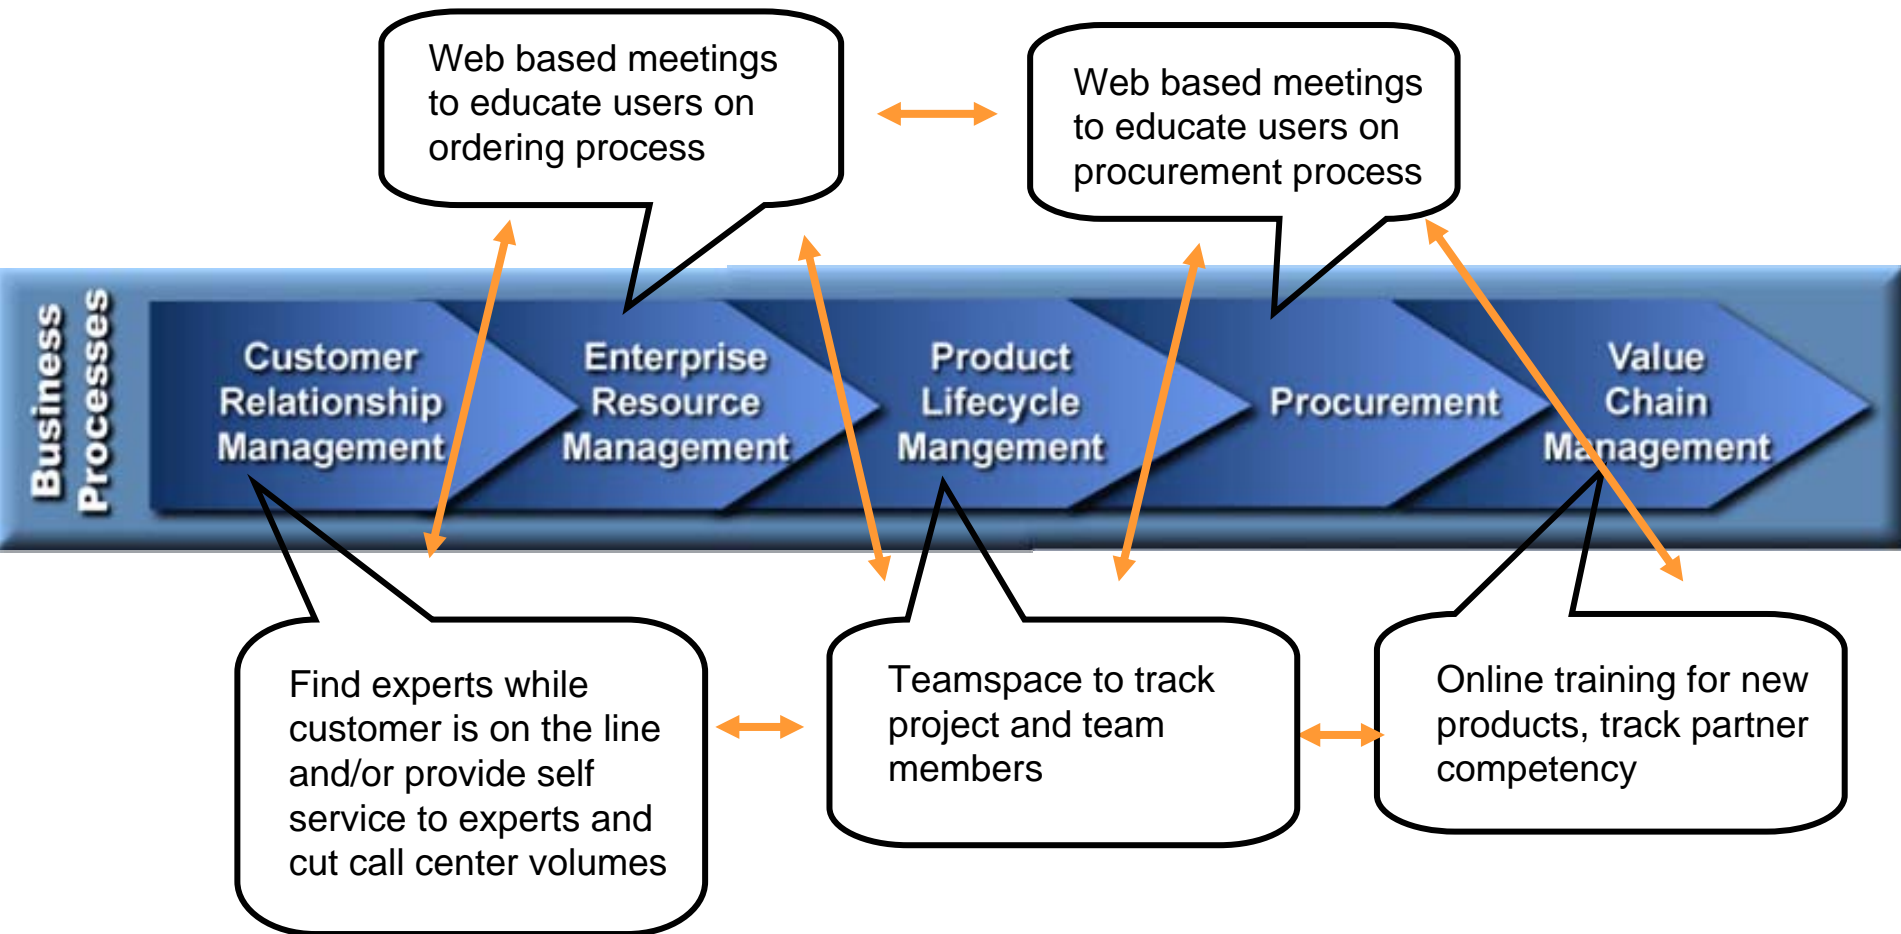 Web based meetings
to educate users on
ordering process
Web based meetings
to educate users on
procurement process
Business
Processes
Customer
Relationship
Management
Enterprise
Resource
Management
Product
Lifecycle
Mangement
Procurement
Value
Chain
Management
Find experts while
customer is on the line
and/or provide self
service to experts and
cut call center volumes
Teamspace to track
project and team
members
Online training for new
products, track partner
competency